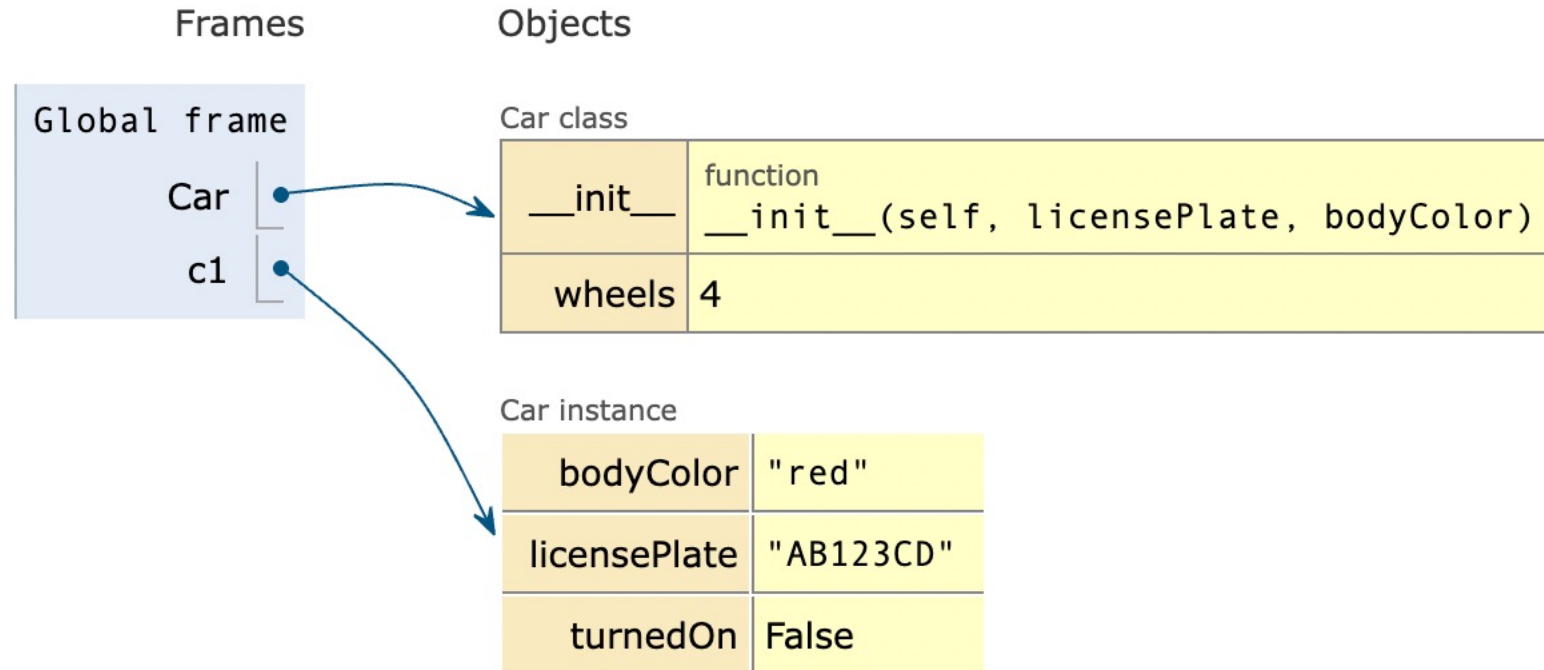 Frames Objects
Global frame
Car
c1
Car class
__init__ function
__init__(self, licensePlate, bodyColor)
wheels 4
Car instance
bodyColor "red"
licensePlate "AB123CD"
turnedOn False